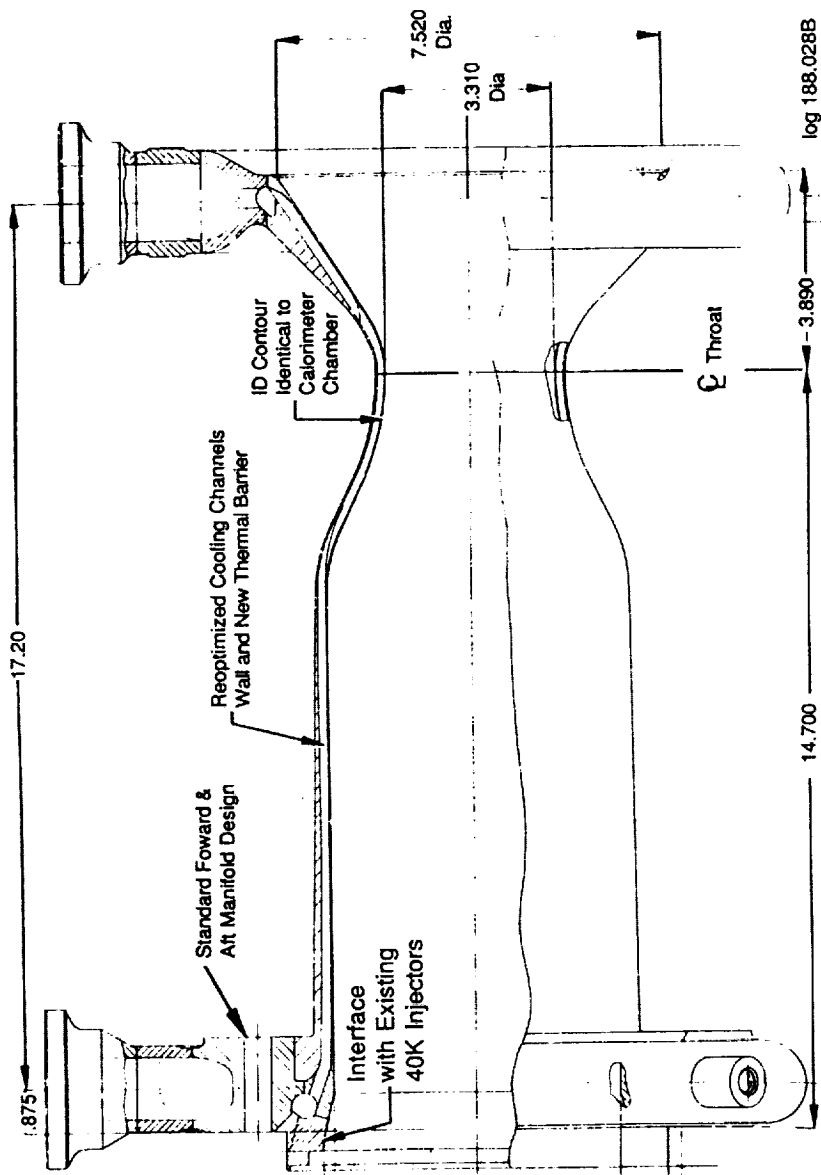 17.20
.875
Standard Foward &
Aft Manifold Design
Reoptimized Cooling Channels
Wall and New Thermal Barrier
ID Contour
Identical to
Calorimeter
Chamber
Interface
with Existing
40K Injectors
7.520
Dia.
3.310
Dia
℄ Throat
14.700
3.890
log 188.028B